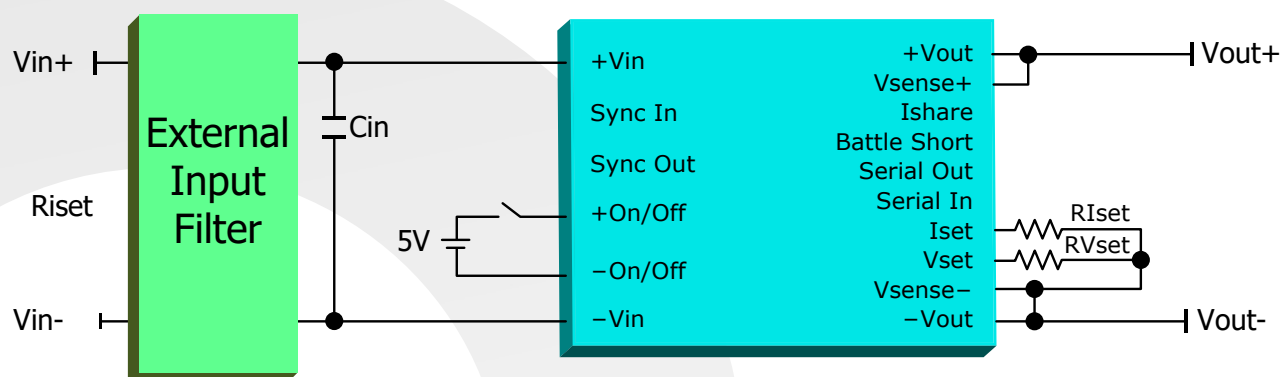 Vin+
External
Input
Filter
Riset
Vin-
Cin
5V
+Vin
Sync In
Sync Out
+On/Off
−On/Off
−Vin
+Vout
Vsense+
Ishare
Battle Short
Serial Out
Serial In
Iset
Vset
Vsense−
−Vout
RIset
RVset
Vout+
Vout-